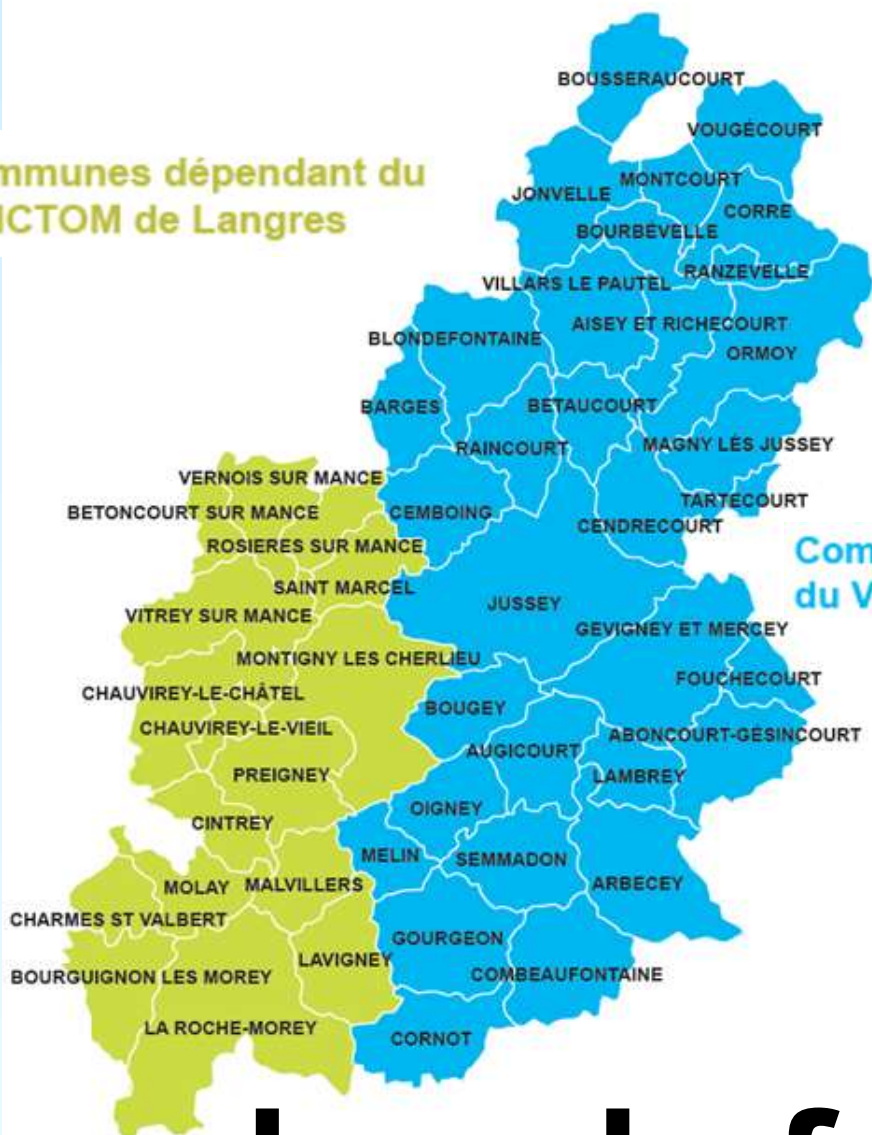 BOUSSERAUCOURT
VOUGÉCOURT
mmunes dépendant du
ICTOM de Langres
MONTCOURT
JONVELLE
CORRE
BOURBÉVELLE
RANZEVELLE
VILLARS LE PAUTEL
AISEY ET RICHECOURT
BLONDEFONTAINE
ORMOY
BARGES
BETAUCOURT
RAINCOURT
MAGNY LÈS JUSSEY
VERNOIS SUR MANCE
TARTECOURT
BETONCOURT SUR MANCE
CEMBOING
CENDRECOURT
ROSIERES SUR MANCE
Com
du V
SAINT MARCEL
JUSSEY
VITREY SUR MANCE
GEVIGNEY ET MERCEY
MONTIGNY LES CHERLIEU
FOUCHECOURT
CHAUVIREY-LE-CHÂTEL
BOUGEY
CHAUVIREY-LE-VIEIL
ABONCOURT-GÉSINCOURT
AUGICOURT
PREIGNEY
LAMBREY
OIGNEY
CINTREY
MELIN
SEMMADON
MOLAY
MALVILLERS
ARBECEY
CHARMES ST VALBERT
GOURGEON
LAVIGNEY
BOURGUIGNON LES MOREY
COMBEAUFONTAINE
LA ROCHE-MOREY
CORNOT